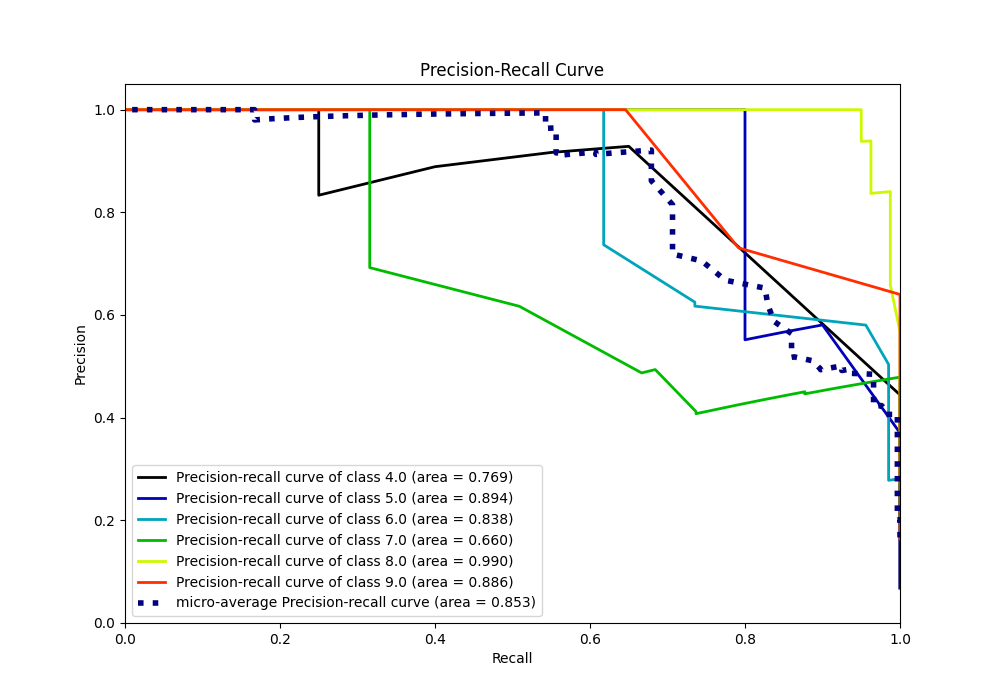 Precision-Recall Curve
1.0
0.8
0.6
0.4
0.2
0.0
Precision
Precision-recall curve of class 4.0 (area = 0.769)
Precision-recall curve of class 5.0 (area = 0.894)
Precision-recall curve of class 6.0 (area = 0.838)
Precision-recall curve of class 7.0 (area = 0.660)
Precision-recall curve of class 8.0 (area = 0.990)
Precision-recall curve of class 9.0 (area = 0.886)
micro-average Precision-recall curve (area = 0.853)
0.0 0.2 0.4 0.6 0.8 1.0
Recall